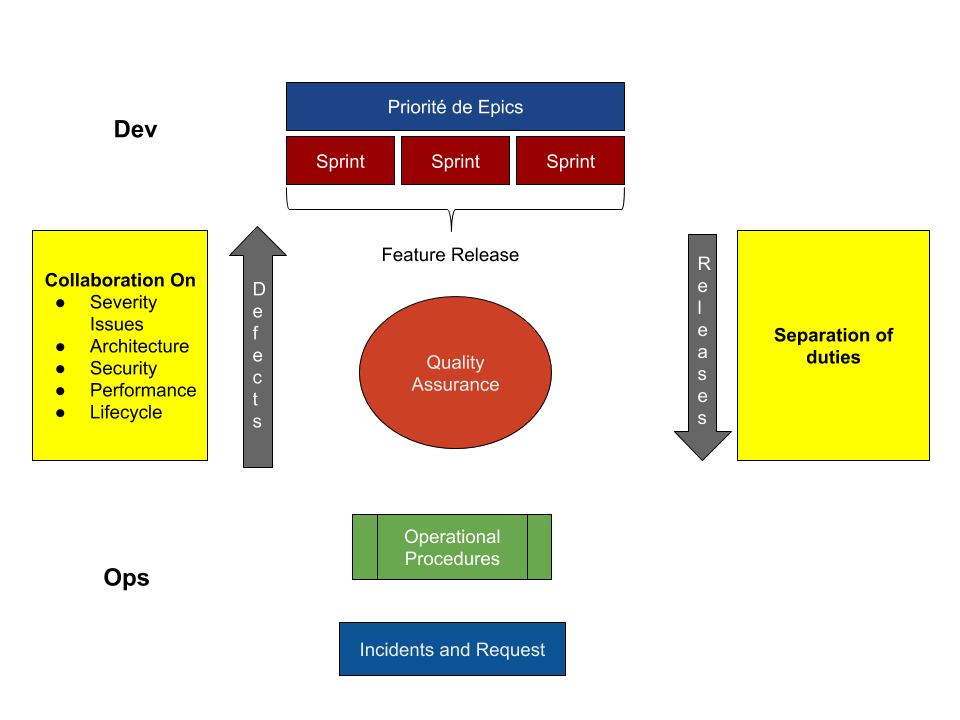 Priorité de Epics
Dev
Sprint
Sprint
Sprint
Feature Release
Collaboration On
● Severity
Issues
● Architecture
● Security
● Performance
● Lifecycle
Defects
Quality
Assurance
Releases
Separation of
duties
Operational
Procedures
Ops
Incidents and Request